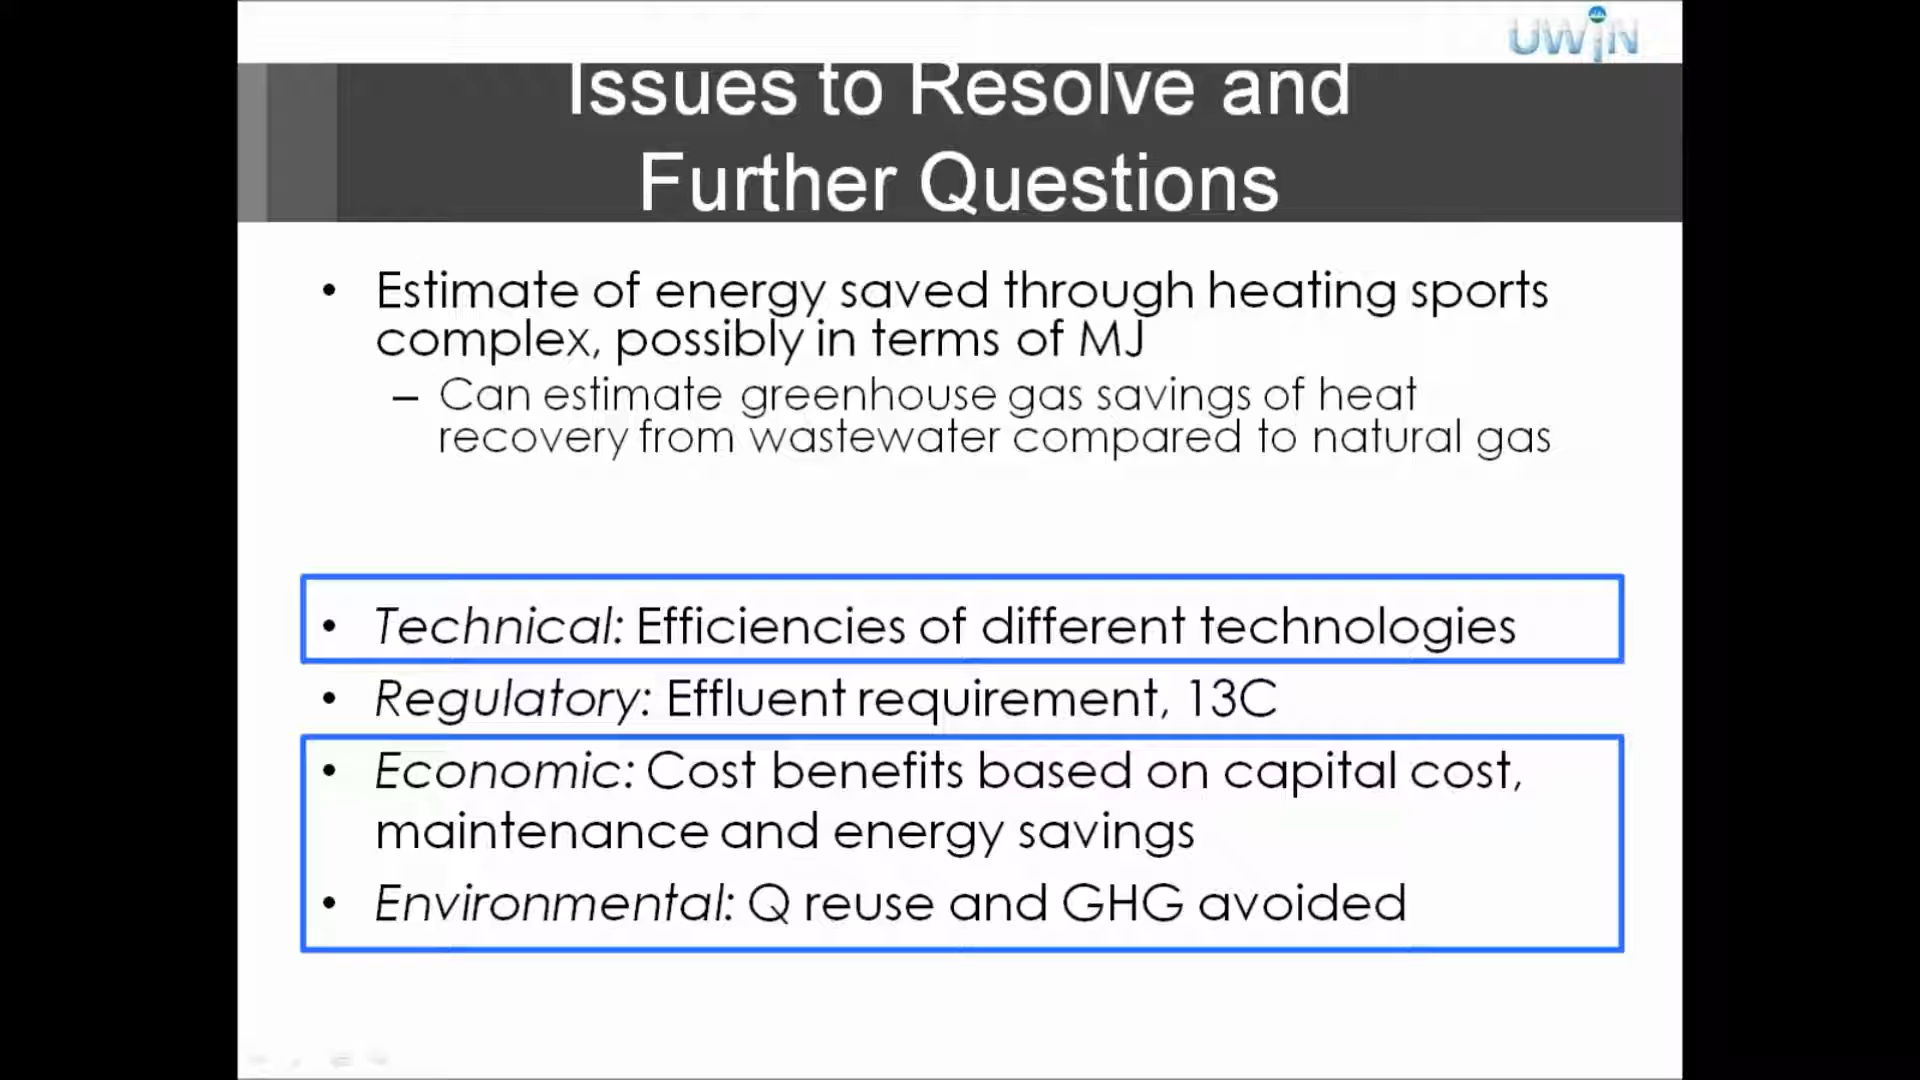 UWiN
Issues to Resolve and
Further Questions
• Estimate of energy saved through heating sports
complex, possibly in terms of MJ
– Can estimate greenhouse gas savings of heat
recovery from wastewater compared to natural gas
• Technical: Efficiencies of different technologies
• Regulatory: Effluent requirement, 13C
• Economic: Cost benefits based on capital cost,
maintenance and energy savings
• Environmental: Q reuse and GHG avoided